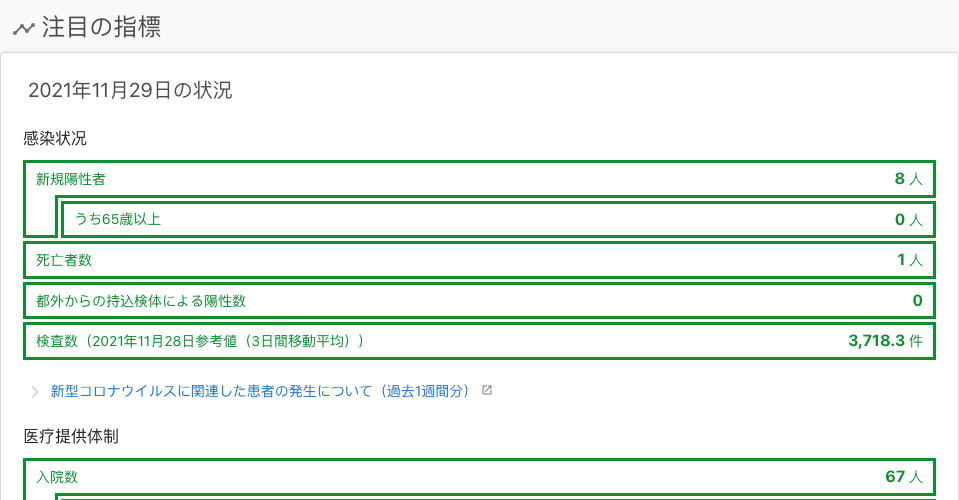 注目の指標
2021年11月29日の状況
感染状況
新規陽性者 8 人
うち65歳以上 0 人
死亡者数 1 人
都外からの持込検体による陽性数 0
検査数（2021年11月28日参考値（3日間移動平均）） 3,718.3 件
新型コロナウイルスに関連した患者の発生について（過去1週間分）
医療提供体制
入院数 67 人